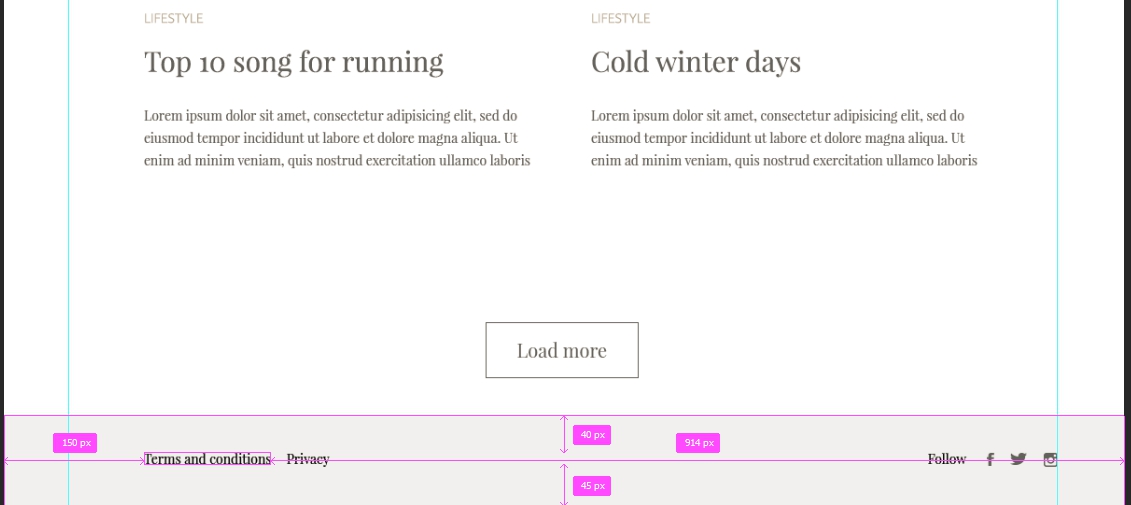 LIFESTYLE
Top 10 song for running
Lorem ipsum dolor sit amet, consectetur adipisicing elit, sed do
eiusmod tempor incididunt ut labore et dolore magna aliqua. Ut
enim ad minim veniam, quis nostrud exercitation ullamco laboris
LIFESTYLE
Cold winter days
Lorem ipsum dolor sit amet, consectetur adipisicing elit, sed do
eiusmod tempor incididunt ut labore et dolore magna aliqua. Ut
enim ad minim veniam, quis nostrud exercitation ullamco laboris
Load more
40 px
150 px
914 px
Terms and conditions Privacy Follow
45 px